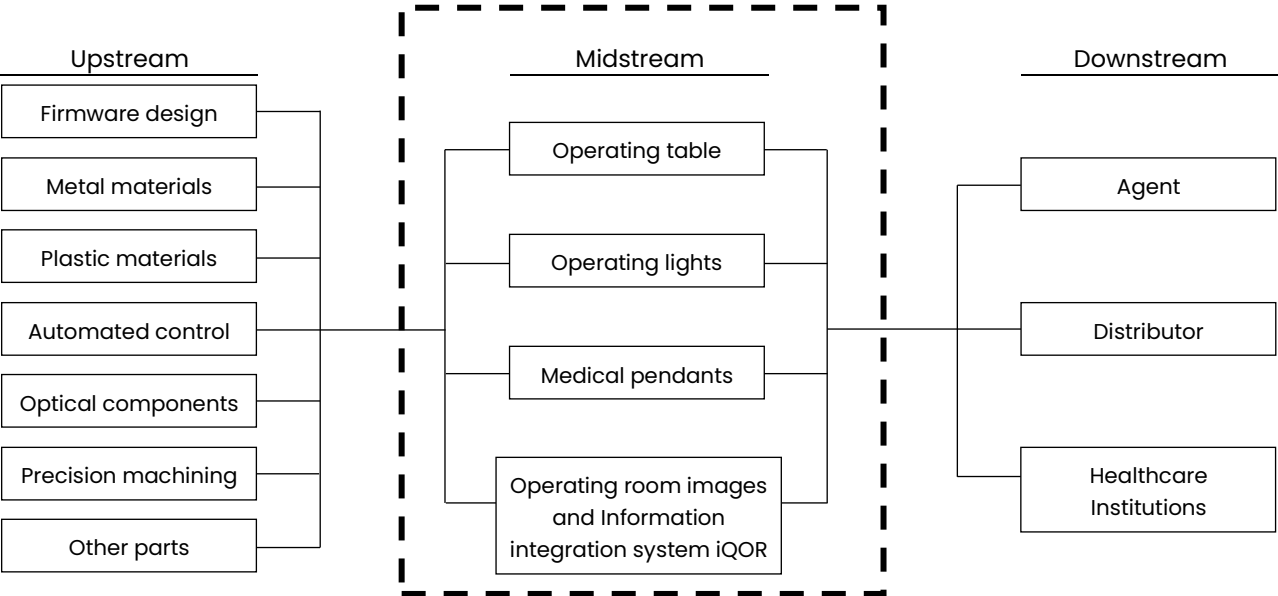 Upstream
Firmware design
Metal materials
Plastic materials
Automated control
Optical components
Precision machining
Other parts
Midstream
Operating table
Operating lights
Medical pendants
Operating room images
and Information
integration system iQOR
Downstream
Agent
Distributor
Healthcare
Institutions